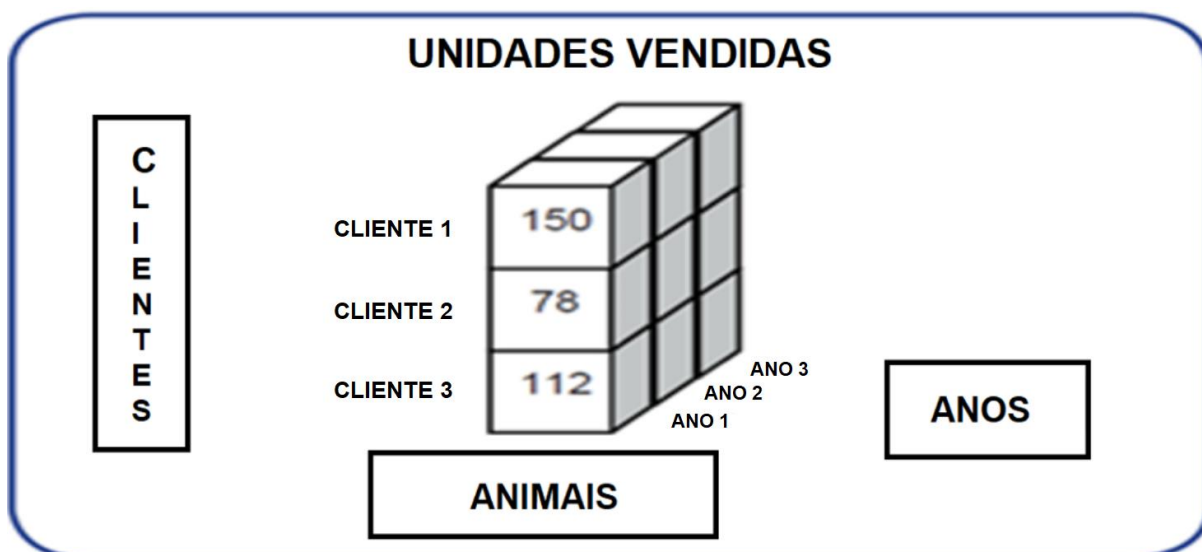 UNIDADES VENDIDAS
CLIENTES
CLIENTE 1
150
CLIENTE 2
78
CLIENTE 3
112
ANO 3
ANO 2
ANO 1
ANOS
ANIMAIS